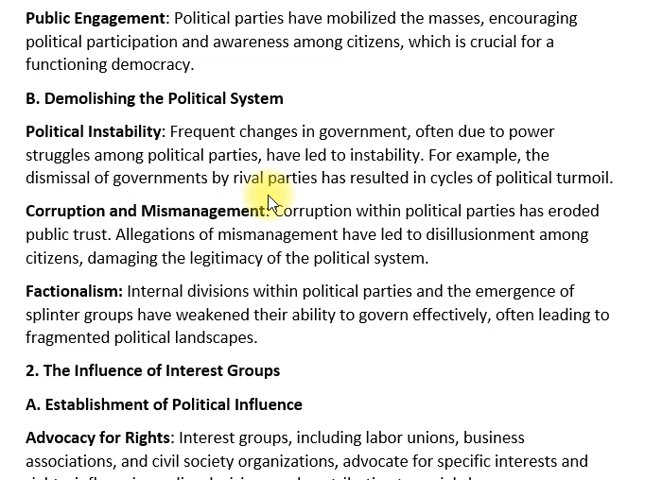 Public Engagement: Political parties have mobilized the masses, encouraging
political participation and awareness among citizens, which is crucial for a
functioning democracy.
B. Demolishing the Political System
Political Instability: Frequent changes in government, often due to power
struggles among political parties, have led to instability. For example, the
dismissal of governments by rival parties has resulted in cycles of political turmoil.
Corruption and Mismanagement: Corruption within political parties has eroded
public trust. Allegations of mismanagement have led to disillusionment among
citizens, damaging the legitimacy of the political system.
Factionalism: Internal divisions within political parties and the emergence of
splinter groups have weakened their ability to govern effectively, often leading to
fragmented political landscapes.
2. The Influence of Interest Groups
A. Establishment of Political Influence
Advocacy for Rights: Interest groups, including labor unions, business
associations, and civil society organizations, advocate for specific interests and